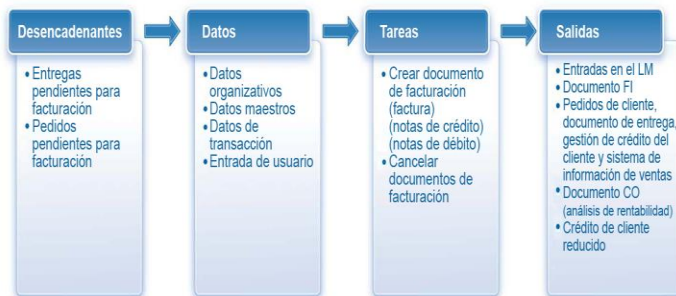 Desencadenantes
• Entregas
pendientes para
facturación
• Pedidos
pendientes para
facturación
Datos
• Datos
organizativos
• Datos maestros
• Datos de
transacción
• Entrada de usuario
Tareas
• Crear documento
de facturación
(factura)
(notas de crédito)
(notas de débito)
• Cancelar
documentos de
facturación
Salidas
• Entradas en el LM
• Documento FI
• Pedidos de cliente,
documento de entrega,
gestión de crédito del
cliente y sistema de
información de ventas
• Documento CO
(análisis de rentabilidad)
• Crédito de cliente
reducido